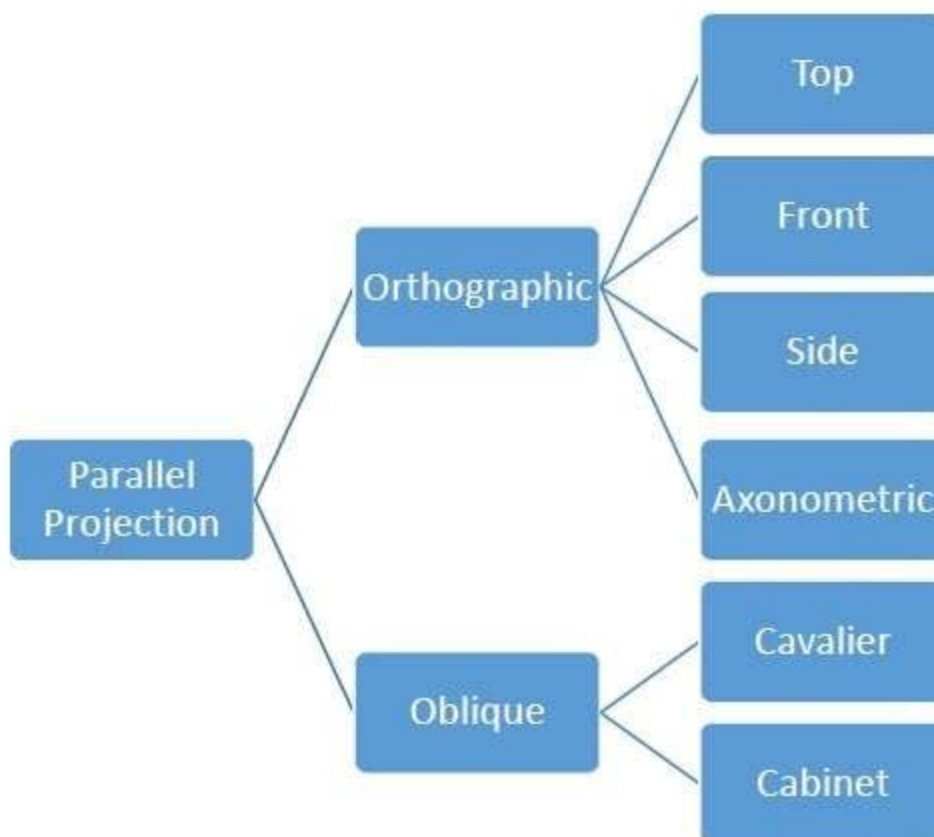 Top
Front
Orthographic
Side
Parallel
Projection
Axonometric
Cavalier
Oblique
Cabinet